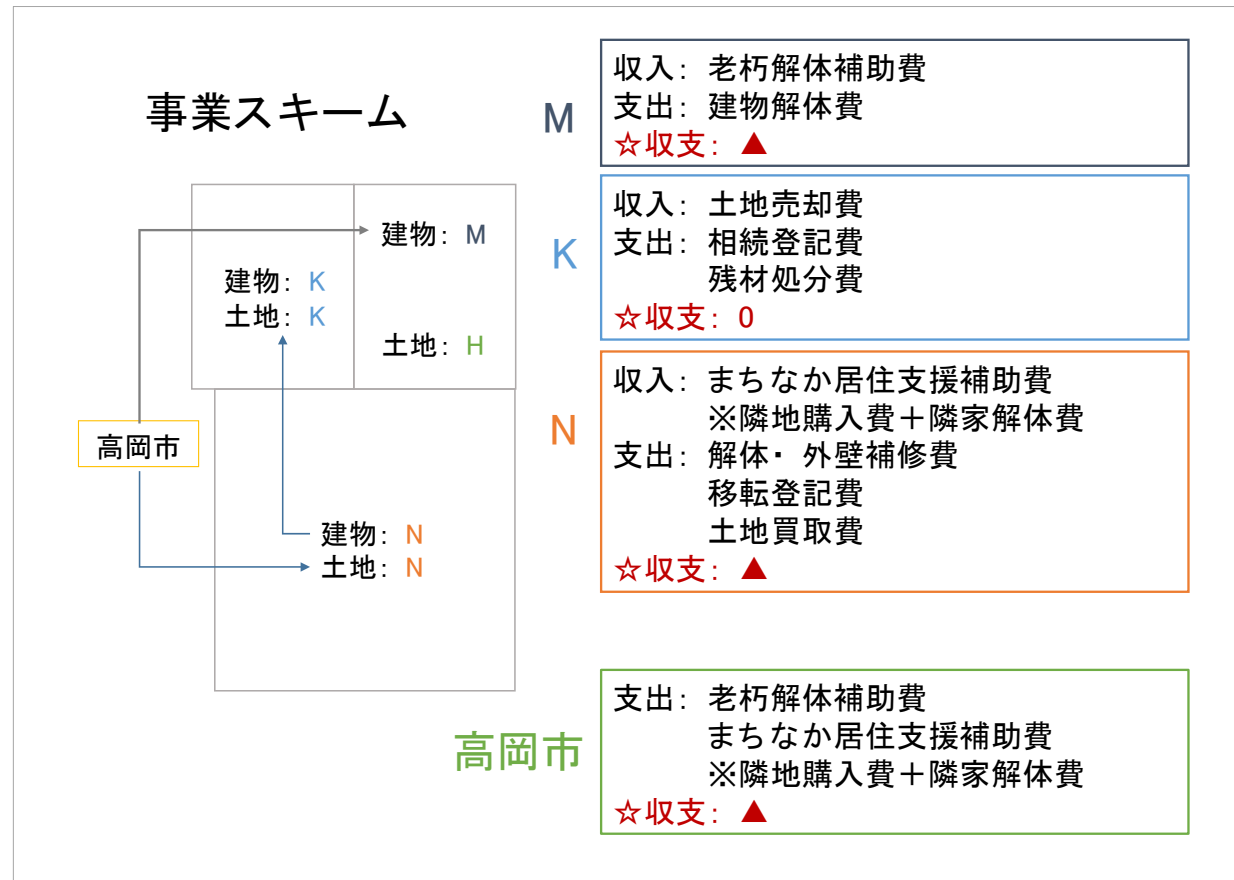 事業スキーム
建物: M
建物: K
土地: K
土地: H
高岡市
建物: N
土地: N
M
収入: 老朽解体補助費
支出: 建物解体費
☆収支: ▲
K
収入: 土地売却費
支出: 相続登記費
残材処分費
☆収支: 0
N
収入: まちなか居住支援補助費
※隣地購入費＋隣家解体費
支出: 解体・ 外壁補修費
移転登記費
土地買取費
☆収支: ▲
高岡市
支出: 老朽解体補助費
まちなか居住支援補助費
※隣地購入費＋隣家解体費
☆収支: ▲